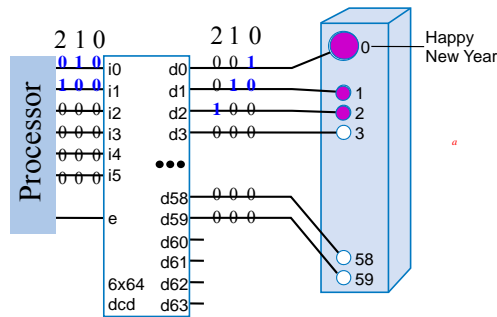 2 1 0
2 1 0
Processor
0 1 0 i0 d0 0 0 1
1 0 0 i1 d1 0 1 0
0 0 0 i2 d2 1 0 0
0 0 0 i3 d3 0 0 0
0 0 0 i4
0 0 0 i5
d58 0 0 0
e d59 0 0 0
d60
d61
6x64 d62
dcd d63
0 Happy
New Year
1
2
3
58
59
a